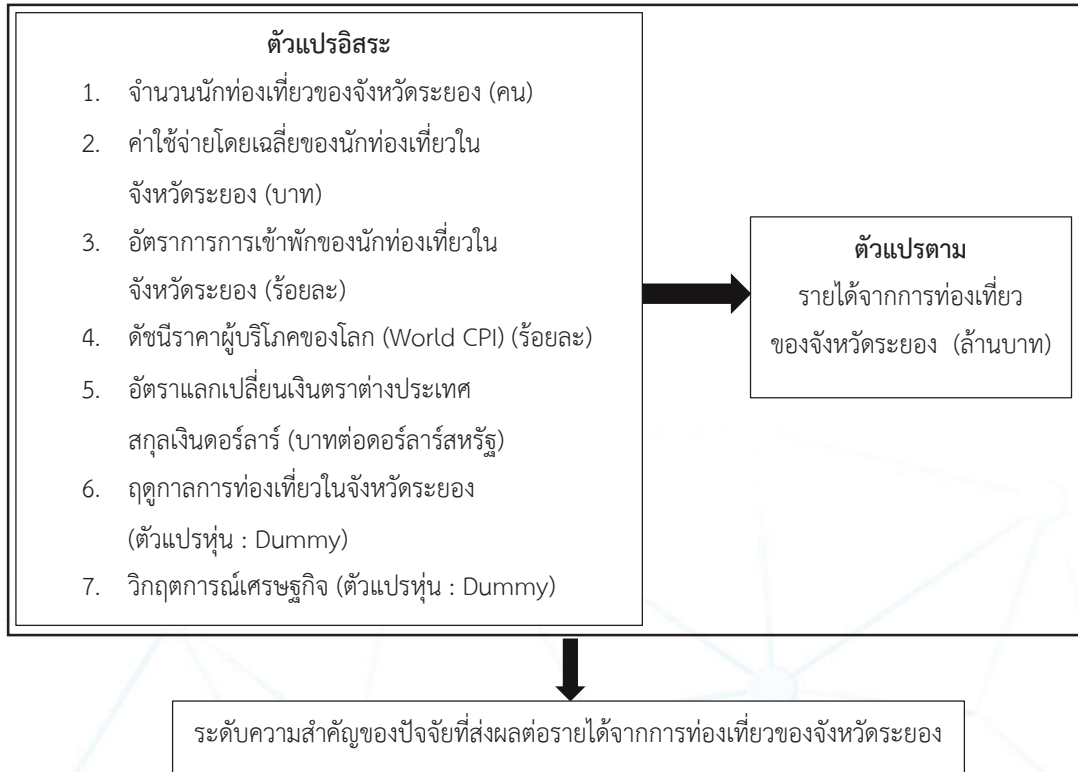 ตัวแปรอิสระ
1. จำนวนนักท่องเที่ยวของจังหวัดระยอง (คน)
2. ค่าใช้จ่ายโดยเฉลี่ยของนักท่องเที่ยวใน
จังหวัดระยอง (บาท)
3. อัตราการการเข้าพักของนักท่องเที่ยวใน
จังหวัดระยอง (ร้อยละ)
4. ดัชนีราคาผู้บริโภคของโลก (World CPI) (ร้อยละ)
5. อัตราแลกเปลี่ยนเงินตราต่างประเทศ
สกุลเงินดอร์ลาร์ (บาทต่อดอร์ลาร์สหรัฐ)
6. ฤดูกาลการท่องเที่ยวในจังหวัดระยอง
(ตัวแปรหุ่น : Dummy)
7. วิกฤตการณ์เศรษฐกิจ (ตัวแปรหุ่น : Dummy)
ตัวแปรตาม
รายได้จากการท่องเที่ยว
ของจังหวัดระยอง (ล้านบาท)
ระดับความสำคัญของปัจจัยที่ส่งผลต่อรายได้จากการท่องเที่ยวของจังหวัดระยอง